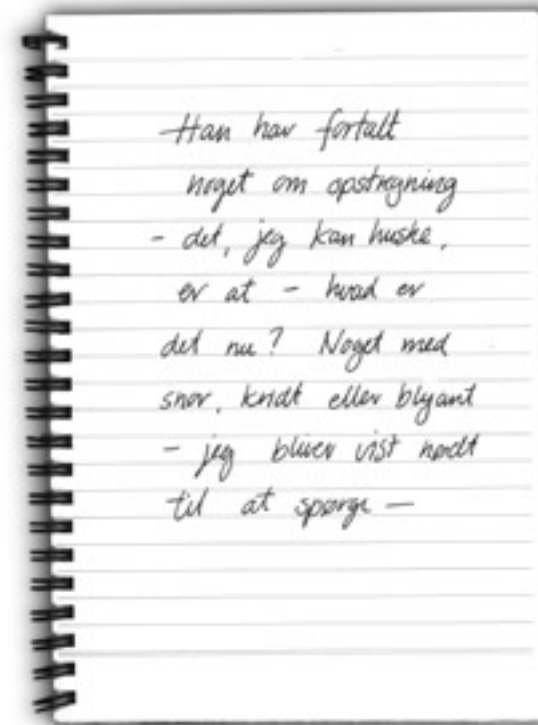 Han har fortalt
noget om opstregning
- det, jeg kan huske,
er at - hvad er
det nu? Noget med
snor, kridt eller blyant
- jeg bliver vist nødt
til at spørge -